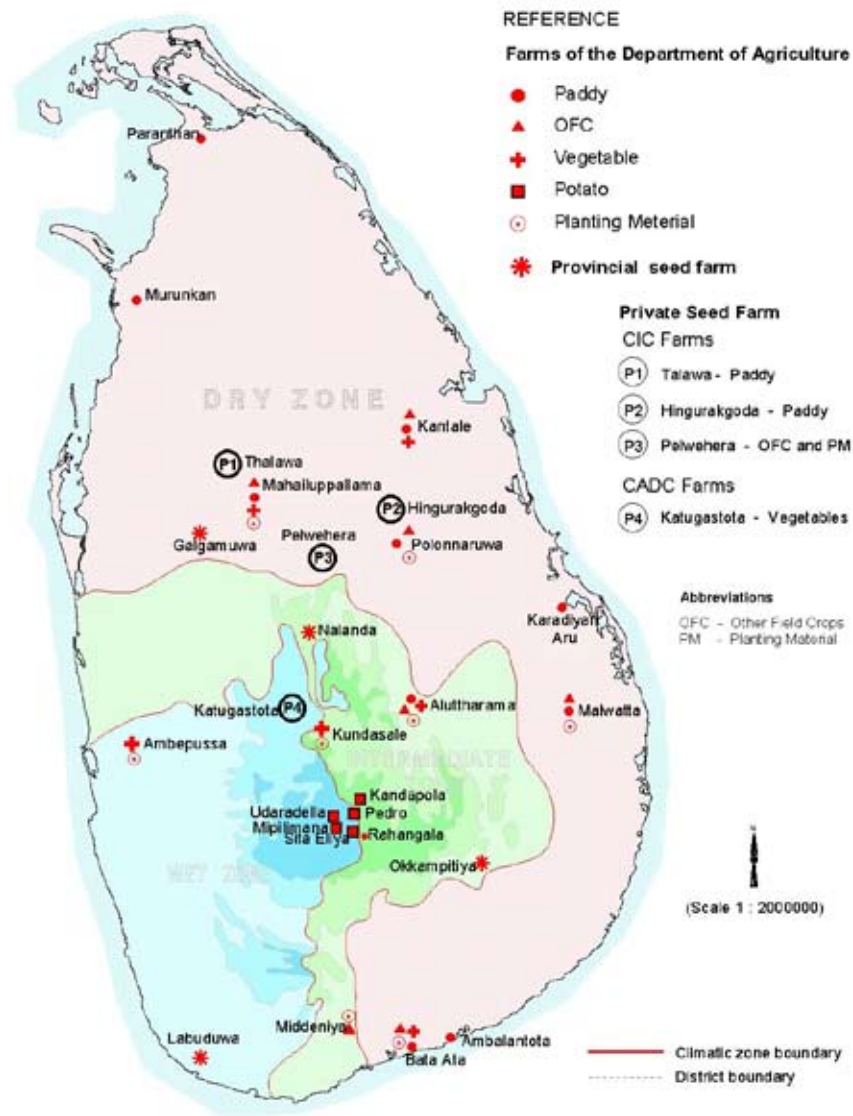 REFERENCE
Farms of the Department of Agriculture
Paddy
OFC
Vegetable
Potato
Planting Meterial
Provincial seed farm
Private Seed Farm
CIC Farms
P1 Talawa - Paddy
P2 Hingurakgoda - Paddy
P3 Pelwehera - OFC and PM
CADC Farms
P4 Katugastota - Vegetables
Abbreviations
OFC - Other Field Crops
PM - Planting Material
Paranthan
Murunkan
DRY ZONE
Kantale
P1 Thalawa
Mahailuppallama
P2 Hingurakgoda
Galgamuwa
Pelwehera
P3
Polonnaruwa
Karadiyan
Aru
Nalanda
Katugastota P4
Aluttharama
Malwatta
Ambepussa
Kundasale
INTERMEDIATE
Kandapola
Udaradella
Pedro
Mipilimana
Sita Eliya
Rahangala
WET ZONE
Okkampitiya
(Scale 1 : 2000000)
Middeniya
Labuduwa
Ambalantota
Bata Ata
Climatic zone boundary
District boundary